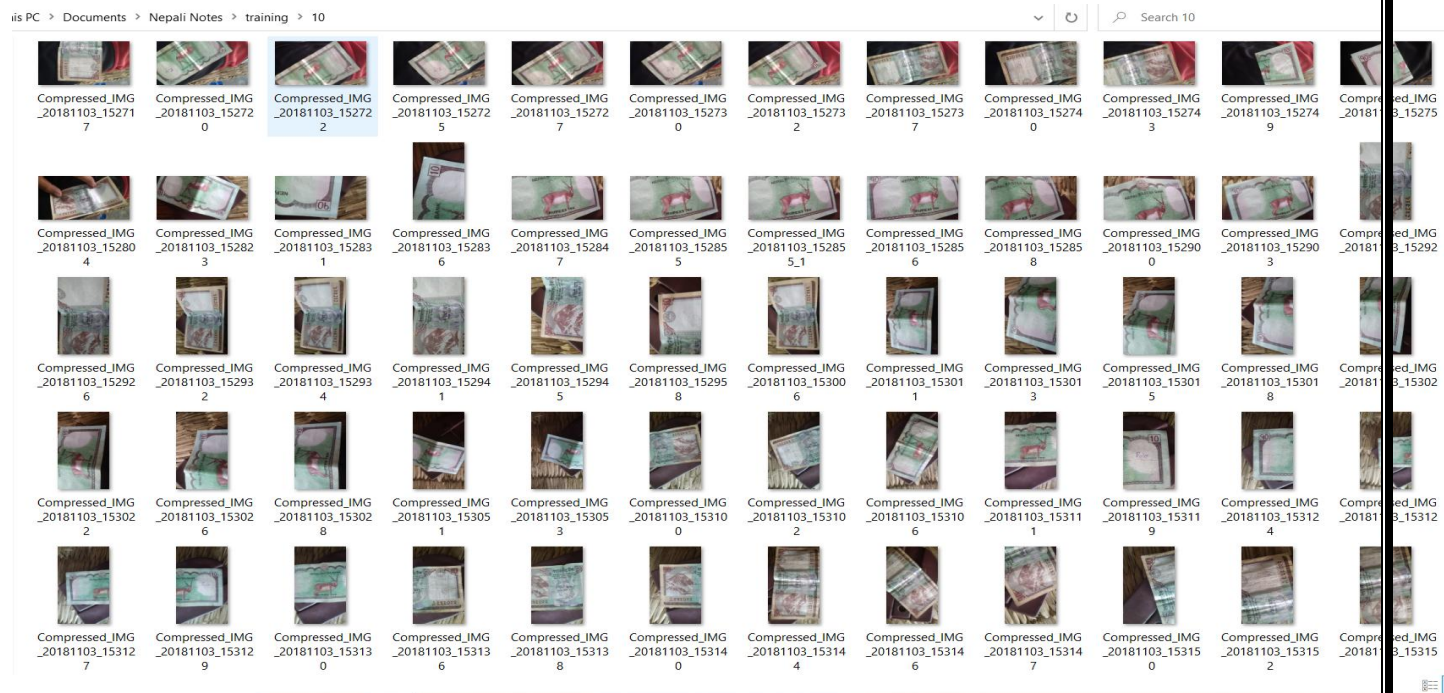 is PC > Documents > Nepali Notes > training > 10
Search 10
Compressed_IMG
_20181103_15271
7
Compressed_IMG
_20181103_15272
0
Compressed_IMG
_20181103_15272
2
Compressed_IMG
_20181103_15272
5
Compressed_IMG
_20181103_15272
7
Compressed_IMG
_20181103_15273
0
Compressed_IMG
_20181103_15273
2
Compressed_IMG
_20181103_15273
7
Compressed_IMG
_20181103_15274
0
Compressed_IMG
_20181103_15274
3
Compressed_IMG
_20181103_15274
9
Compressed_IMG
_20181103_15280
4
Compressed_IMG
_20181103_15282
3
Compressed_IMG
_20181103_15283
1
Compressed_IMG
_20181103_15283
6
Compressed_IMG
_20181103_15284
7
Compressed_IMG
_20181103_15285
5
Compressed_IMG
_20181103_15285
5_1
Compressed_IMG
_20181103_15285
6
Compressed_IMG
_20181103_15285
8
Compressed_IMG
_20181103_15290
0
Compressed_IMG
_20181103_15290
3
Compressed_IMG
_20181103_15292
6
Compressed_IMG
_20181103_15293
2
Compressed_IMG
_20181103_15293
4
Compressed_IMG
_20181103_15294
1
Compressed_IMG
_20181103_15294
5
Compressed_IMG
_20181103_15295
8
Compressed_IMG
_20181103_15300
6
Compressed_IMG
_20181103_15301
1
Compressed_IMG
_20181103_15301
3
Compressed_IMG
_20181103_15301
5
Compressed_IMG
_20181103_15301
8
Compressed_IMG
_20181103_15302
2
Compressed_IMG
_20181103_15302
6
Compressed_IMG
_20181103_15302
8
Compressed_IMG
_20181103_15305
1
Compressed_IMG
_20181103_15305
3
Compressed_IMG
_20181103_15310
0
Compressed_IMG
_20181103_15310
2
Compressed_IMG
_20181103_15310
6
Compressed_IMG
_20181103_15311
1
Compressed_IMG
_20181103_15311
9
Compressed_IMG
_20181103_15312
4
Compressed_IMG
_20181103_15312
7
Compressed_IMG
_20181103_15312
9
Compressed_IMG
_20181103_15313
0
Compressed_IMG
_20181103_15313
6
Compressed_IMG
_20181103_15313
8
Compressed_IMG
_20181103_15314
0
Compressed_IMG
_20181103_15314
4
Compressed_IMG
_20181103_15314
6
Compressed_IMG
_20181103_15314
7
Compressed_IMG
_20181103_15315
0
Compressed_IMG
_20181103_15315
2